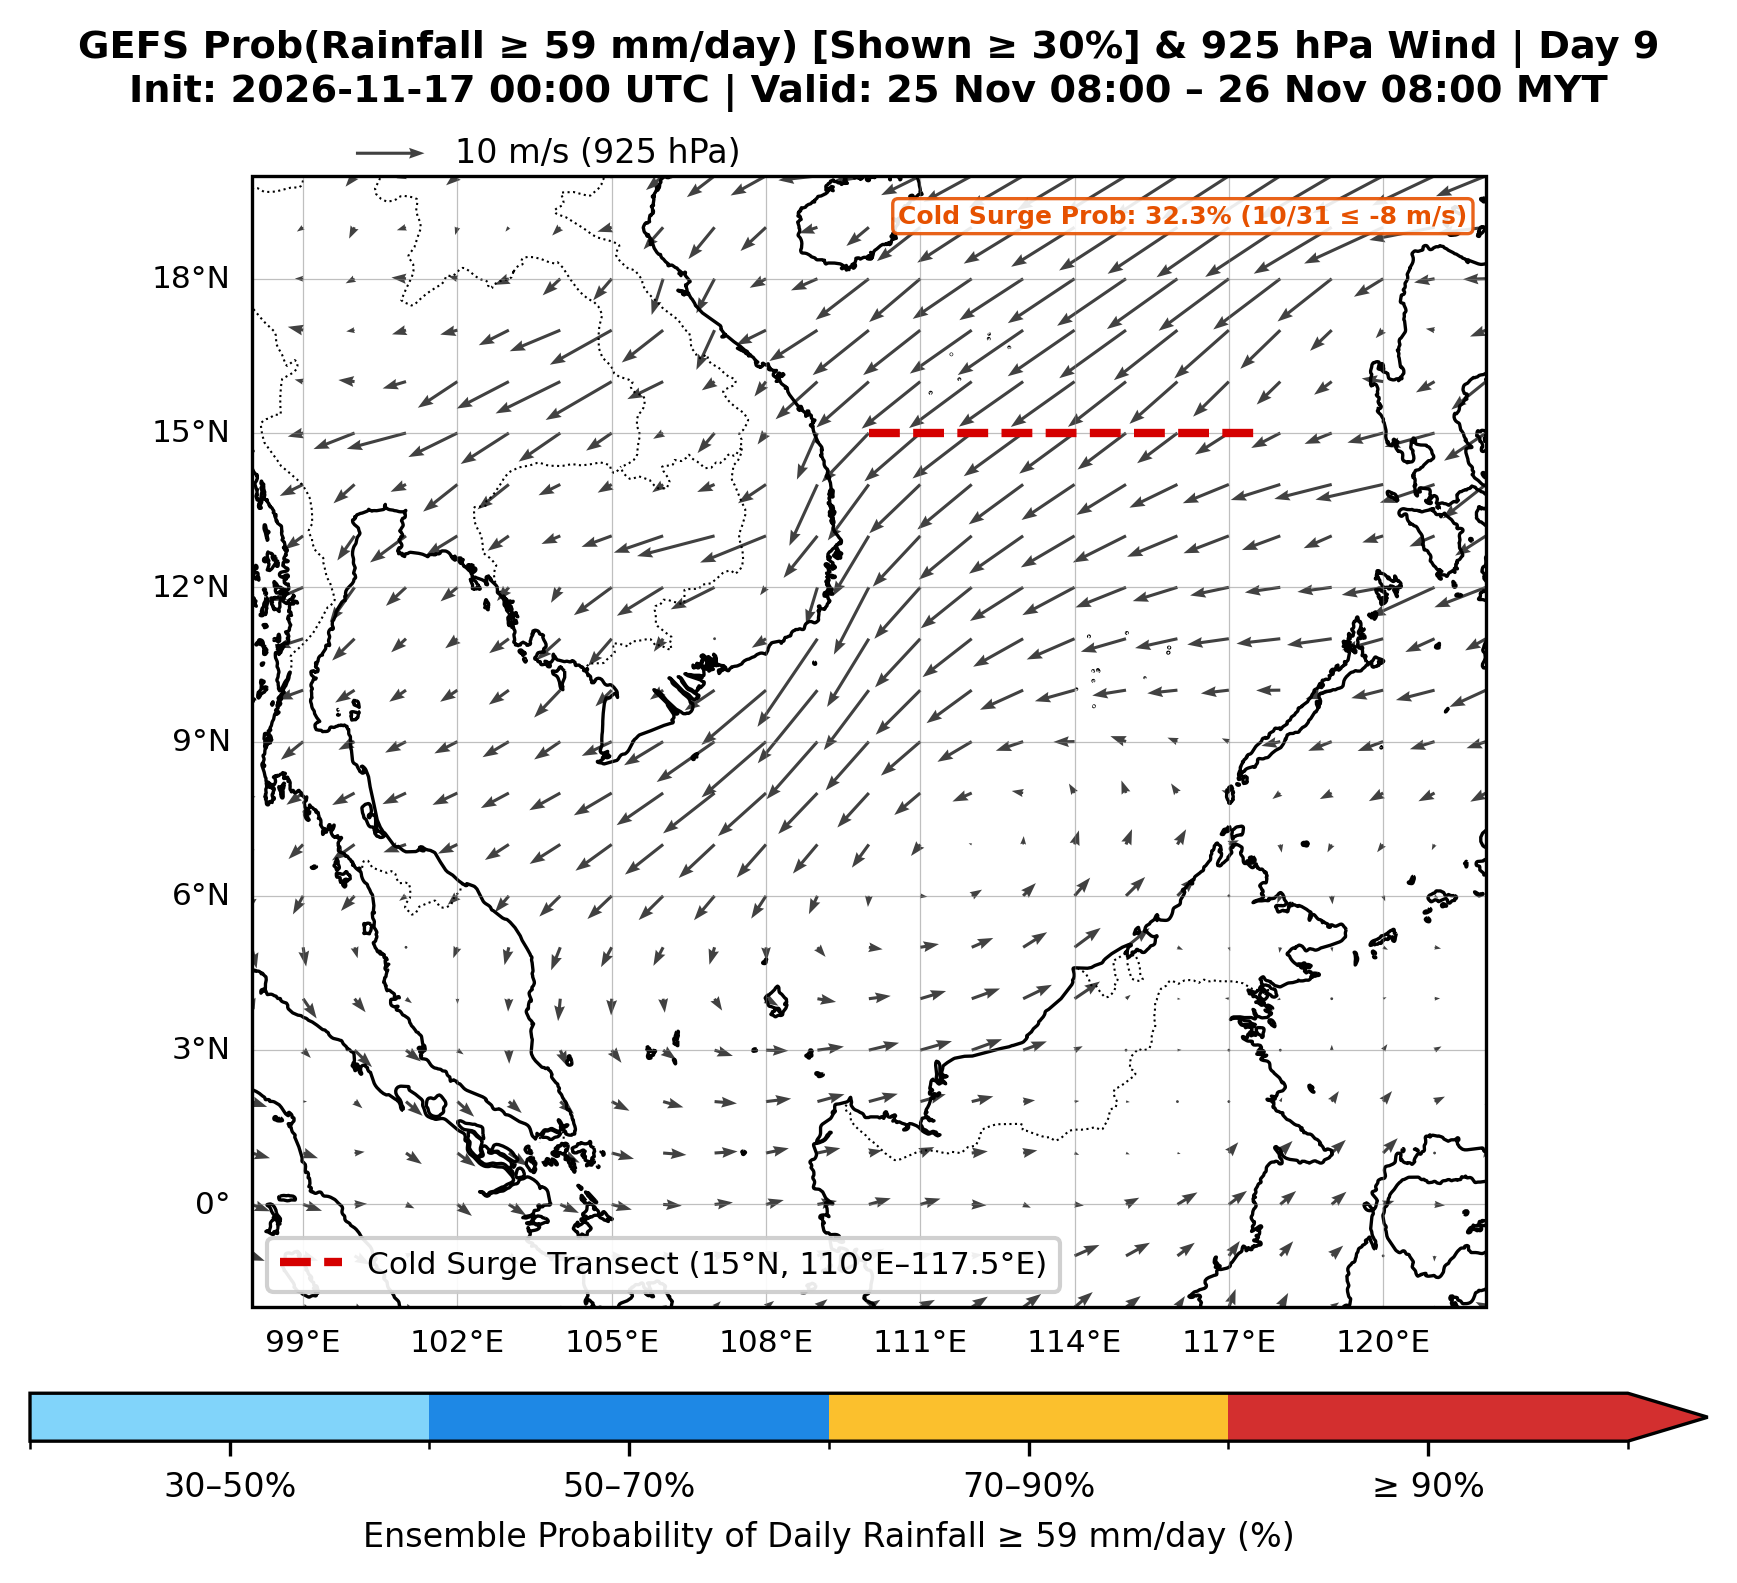 GEFS Prob(Rainfall ≥ 59 mm/day) [Shown ≥ 30%] & 925 hPa Wind | Day 9
Init: 2026-11-17 00:00 UTC | Valid: 25 Nov 08:00 – 26 Nov 08:00 MYT
10 m/s (925 hPa)
Cold Surge Prob: 32.3% (10/31 ≤ -8 m/s)
18°N
15°N
12°N
9°N
6°N
3°N
0°
Cold Surge Transect (15°N, 110°E–117.5°E)
99°E 102°E 105°E 108°E 111°E 114°E 117°E 120°E
30–50% 50–70% 70–90% ≥ 90%
Ensemble Probability of Daily Rainfall ≥ 59 mm/day (%)